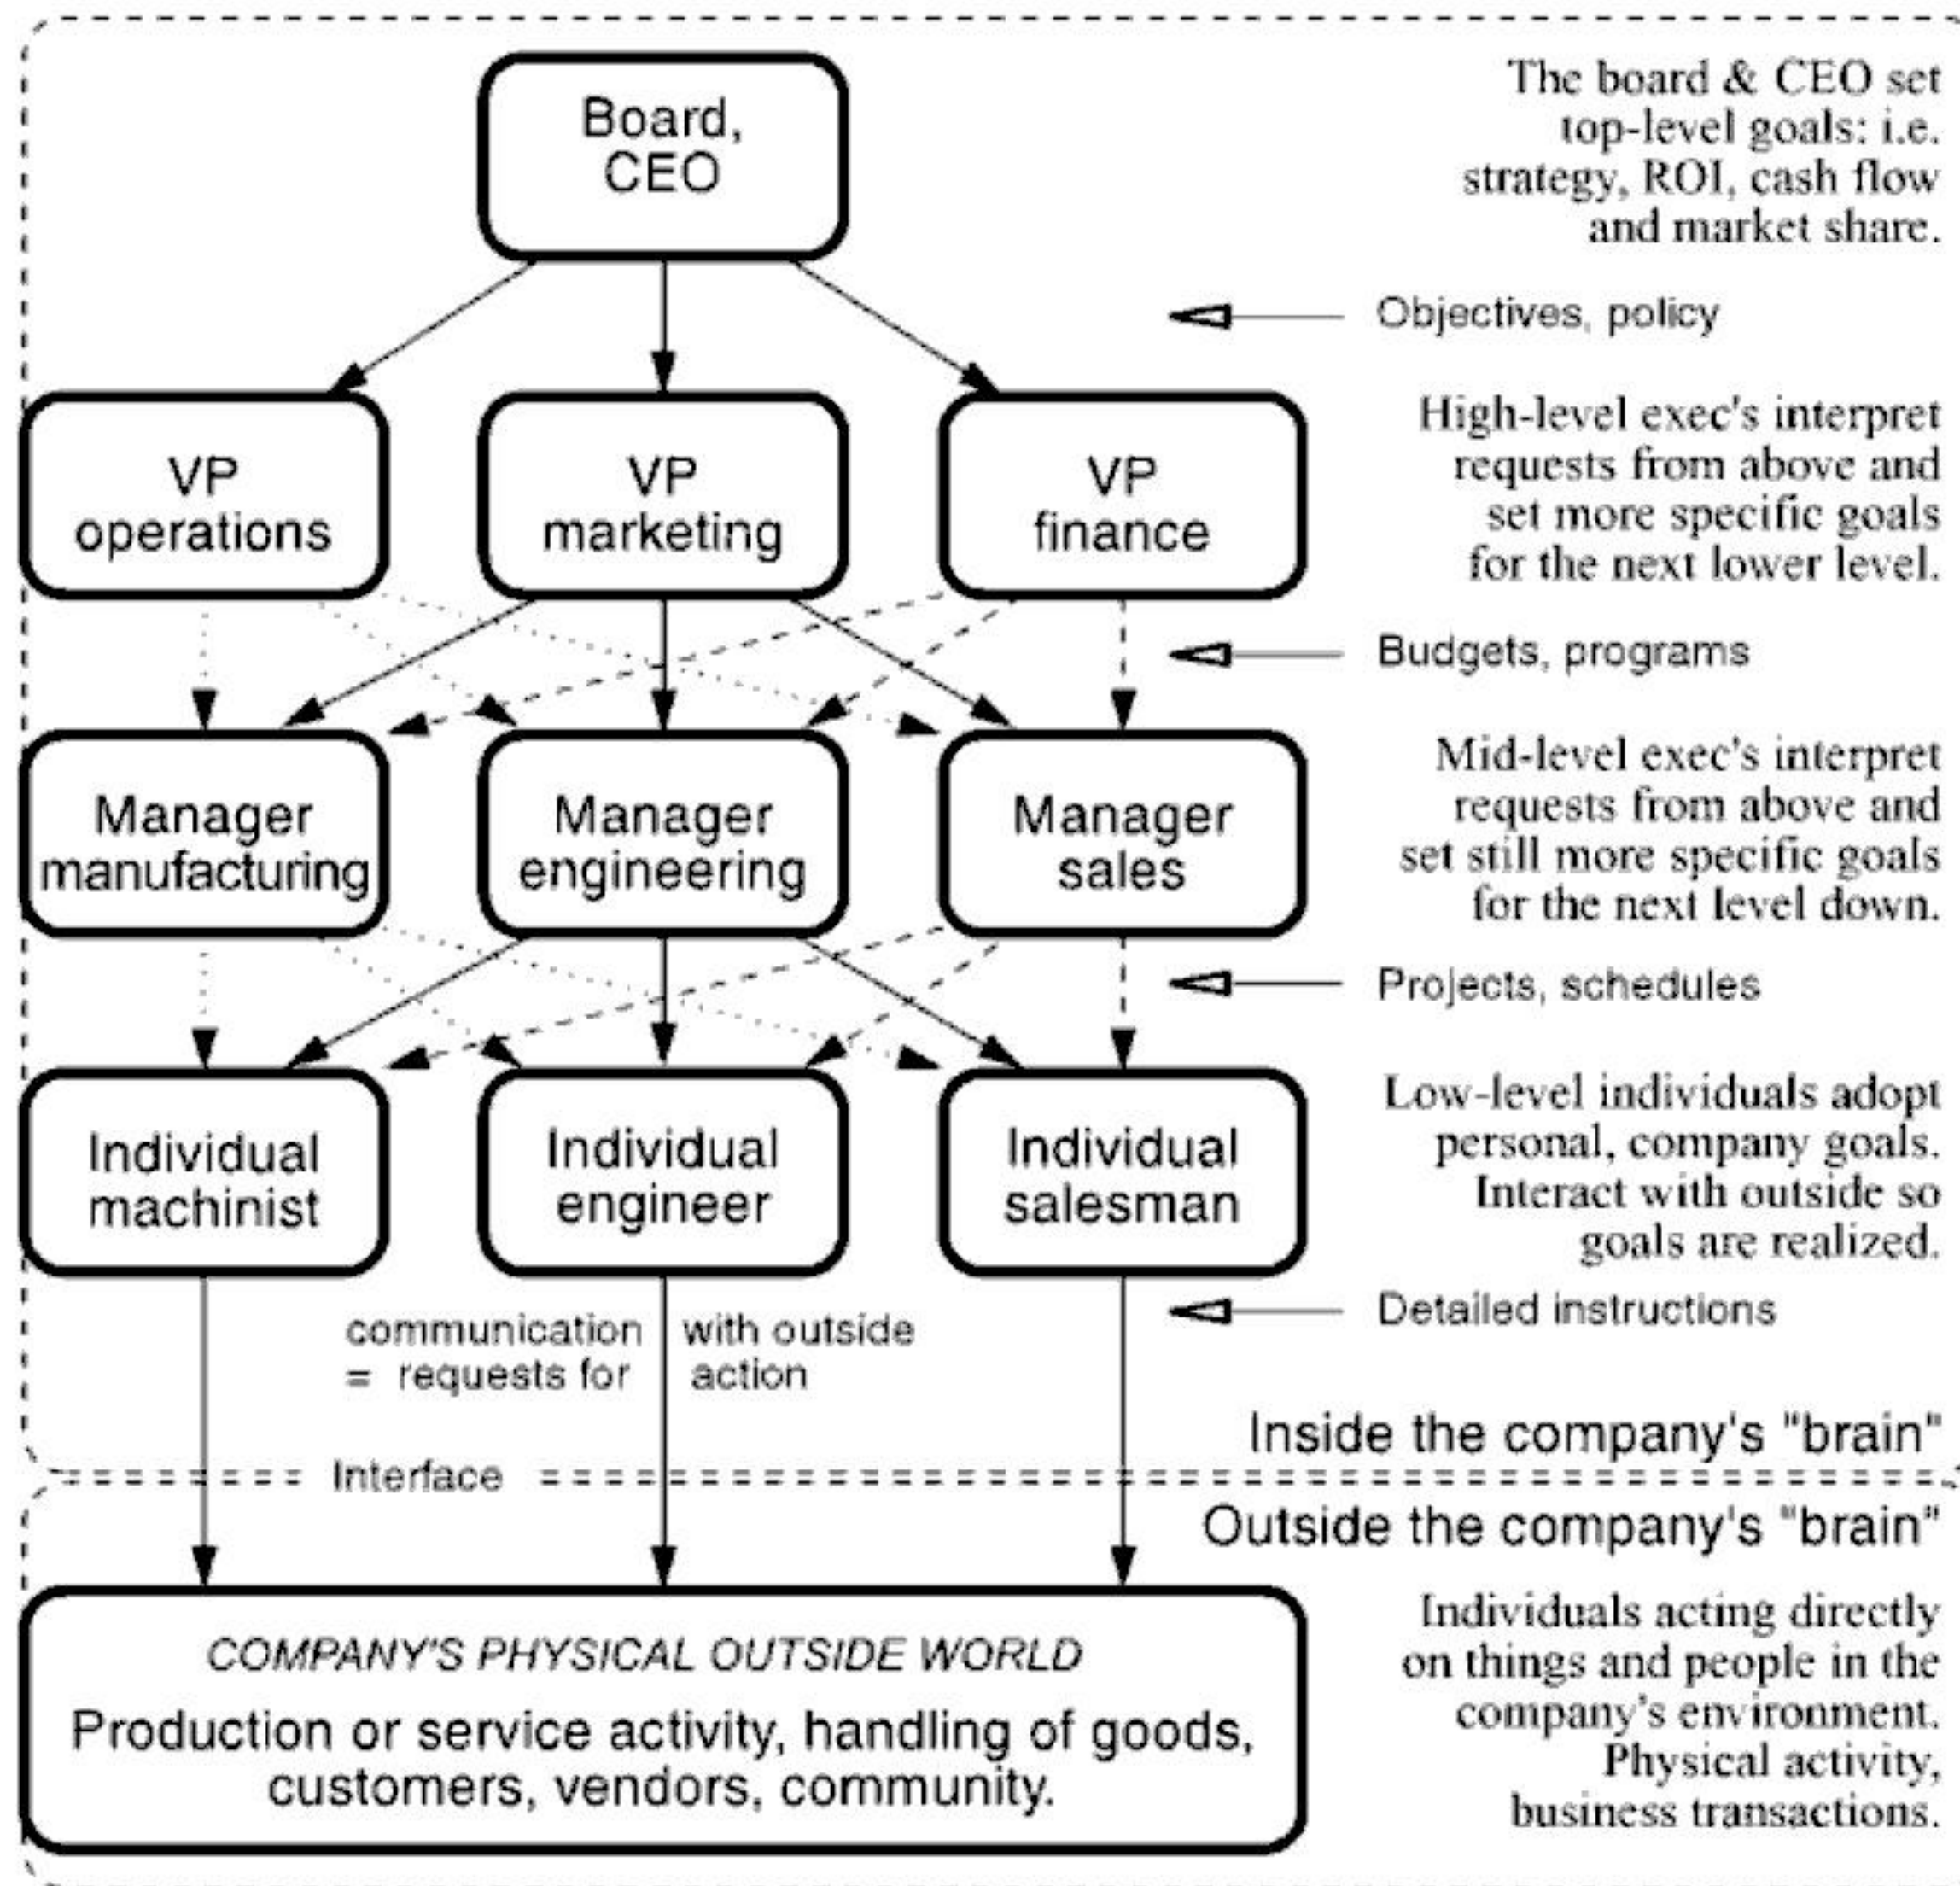 Board,
CEO
The board & CEO set
top-level goals: i.e.
strategy, ROI, cash flow
and market share.
Objectives, policy
VP
operations
VP
marketing
VP
finance
High-level exec's interpret
requests from above and
set more specific goals
for the next lower level.
Budgets, programs
Manager
manufacturing
Manager
engineering
Manager
sales
Mid-level exec's interpret
requests from above and
set still more specific goals
for the next level down.
Projects, schedules
Individual
machinist
Individual
engineer
Individual
salesman
Low-level individuals adopt
personal, company goals.
Interact with outside so
goals are realized.
Detailed instructions
communication with outside
= requests for action
Inside the company's "brain"
Interface
Outside the company's "brain"
COMPANY'S PHYSICAL OUTSIDE WORLD
Production or service activity, handling of goods,
customers, vendors, community.
Individuals acting directly
on things and people in the
company's environment.
Physical activity,
business transactions.